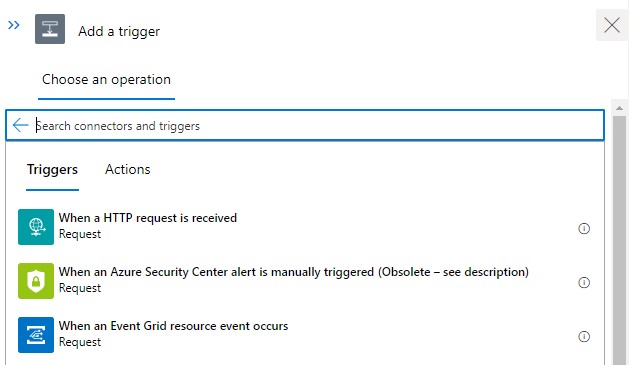 Add a trigger
Choose an operation
Search connectors and triggers
Triggers Actions
When a HTTP request is received
Request
When an Azure Security Center alert is manually triggered (Obsolete – see description)
Request
When an Event Grid resource event occurs
Request